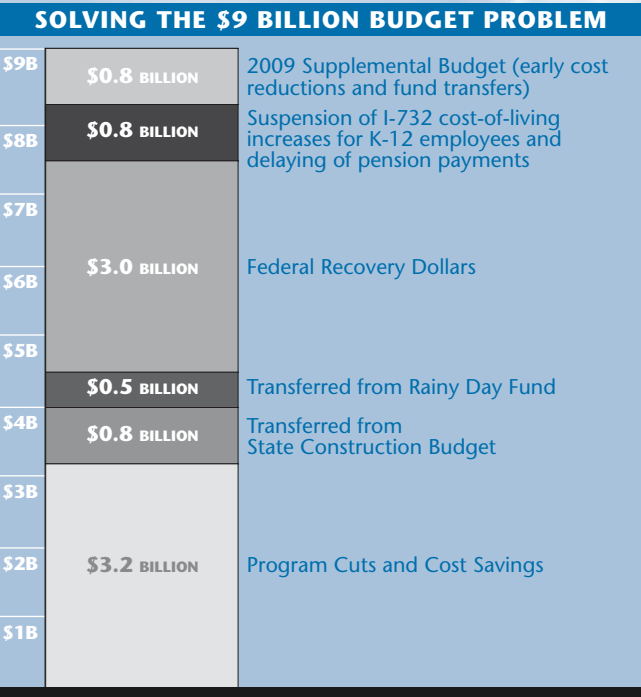 SOLVING THE $9 BILLION BUDGET PROBLEM
$9B
$0.8 BILLION
2009 Supplemental Budget (early cost
reductions and fund transfers)
$8B
$0.8 BILLION
Suspension of I-732 cost-of-living
increases for K-12 employees and
delaying of pension payments
$7B
$3.0 BILLION
Federal Recovery Dollars
$6B
$5B
$0.5 BILLION
Transferred from Rainy Day Fund
$4B
$0.8 BILLION
Transferred from
State Construction Budget
$3B
$3.2 BILLION
Program Cuts and Cost Savings
$2B
$1B